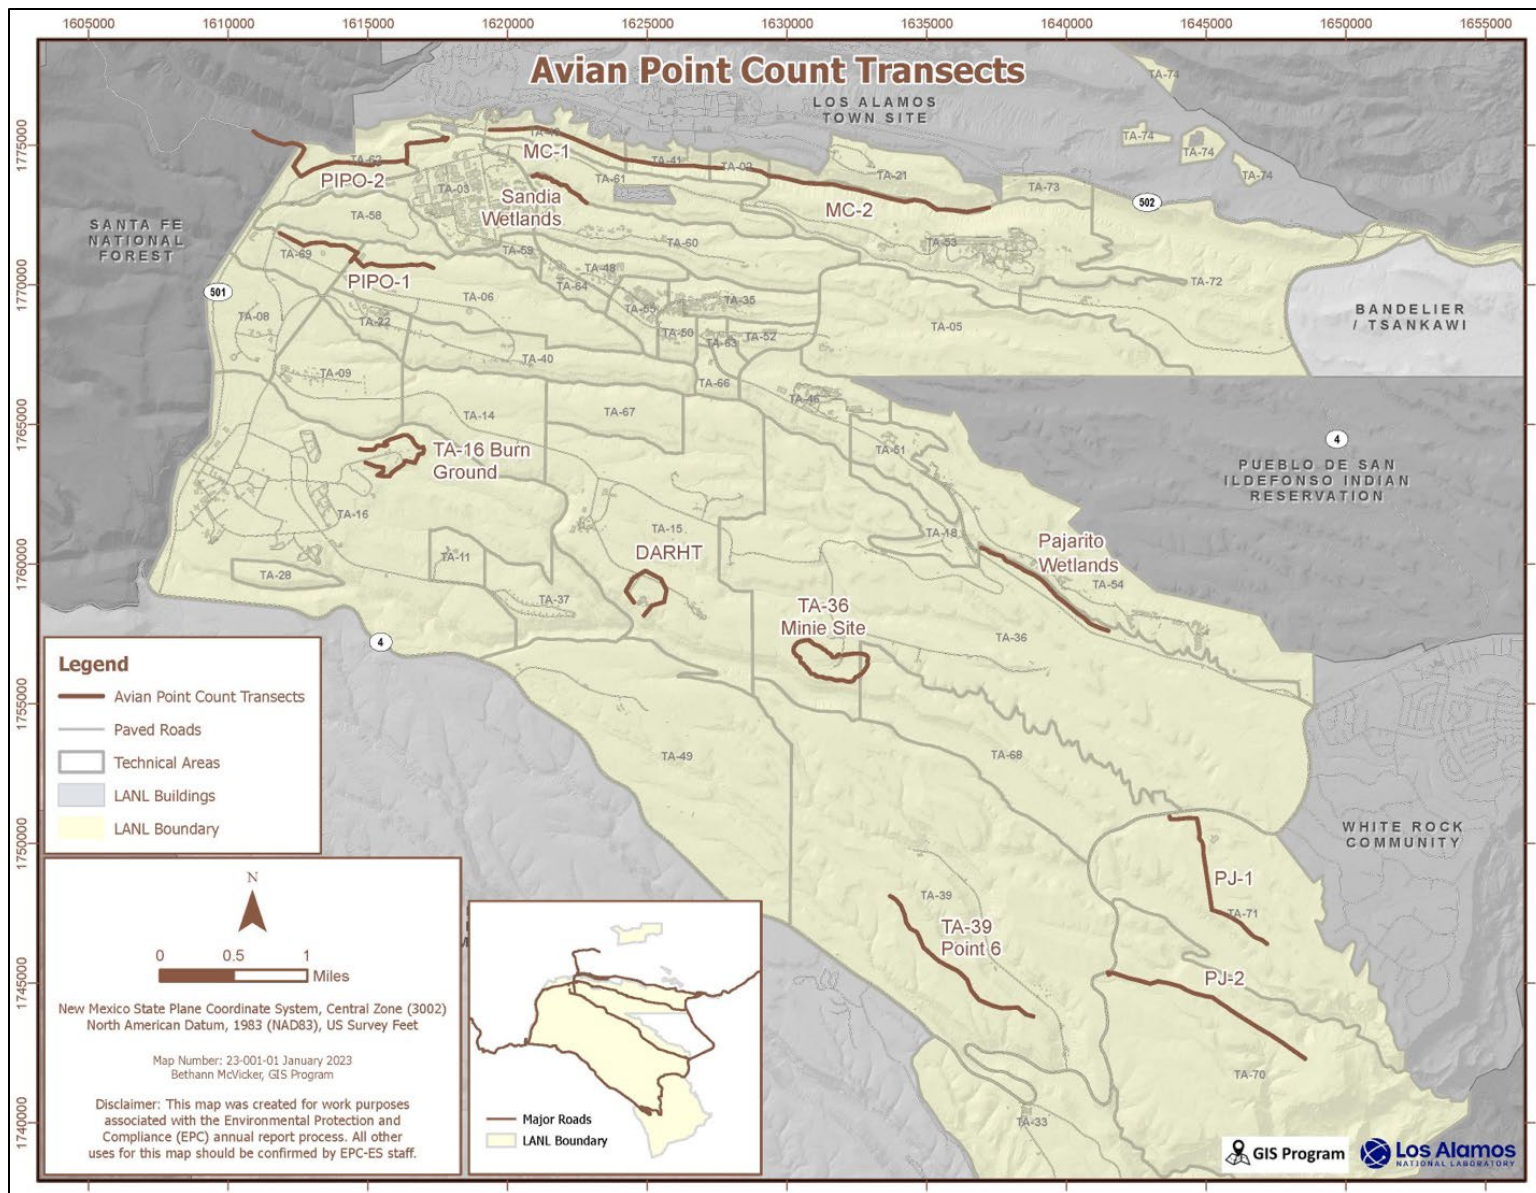 1605000 1610000 1615000 1620000 1625000 1630000 1635000 1640000 1645000 1650000 1655000
Avian Point Count Transects
TA-74
LOS ALAMOS
TOWN SITE
1775000
TA-74
TA-74
TA-74
MC-1
TA-62
TA-41
TA-02
TA-21
TA-73
PIPO-2
TA-03
TA-61
Sandia
Wetlands
MC-2
502
SANTA FE
NATIONAL
FOREST
TA-58
TA-60
TA-53
TA-69
TA-59
TA-48
TA-64
PIPO-1
TA-72
1770000
501
TA-06
TA-55
TA-35
TA-08
TA-22
TA-50
TA-63
TA-52
TA-05
BANDELIER
/ TSANKAWI
TA-40
TA-09
TA-66
TA-46
TA-14
TA-67
1765000
4
TA-16 Burn
Ground
TA-51
PUEBLO DE SAN
ILDEFONSO INDIAN
RESERVATION
TA-16
TA-15
TA-18
DARHT
Pajarito
Wetlands
1760000
TA-11
TA-28
TA-54
TA-37
TA-36
Minie Site
TA-36
4
Legend
Avian Point Count Transects
Paved Roads
Technical Areas
LANL Buildings
LANL Boundary
1755000
TA-49
TA-68
1750000
WHITE ROCK
COMMUNITY
PJ-1
TA-71
TA-39
TA-39
Point 6
PJ-2
TA-70
TA-33
N
0 0.5 1
Miles
1745000
New Mexico State Plane Coordinate System, Central Zone (3002)
North American Datum, 1983 (NAD83), US Survey Feet
Map Number: 23-001-01 January 2023
Bethann McVicker, GIS Program
Disclaimer: This map was created for work purposes
associated with the Environmental Protection and
Compliance (EPC) annual report process. All other
uses for this map should be confirmed by EPC-ES staff.
1740000
Major Roads
LANL Boundary
GIS Program
Los Alamos
NATIONAL LABORATORY